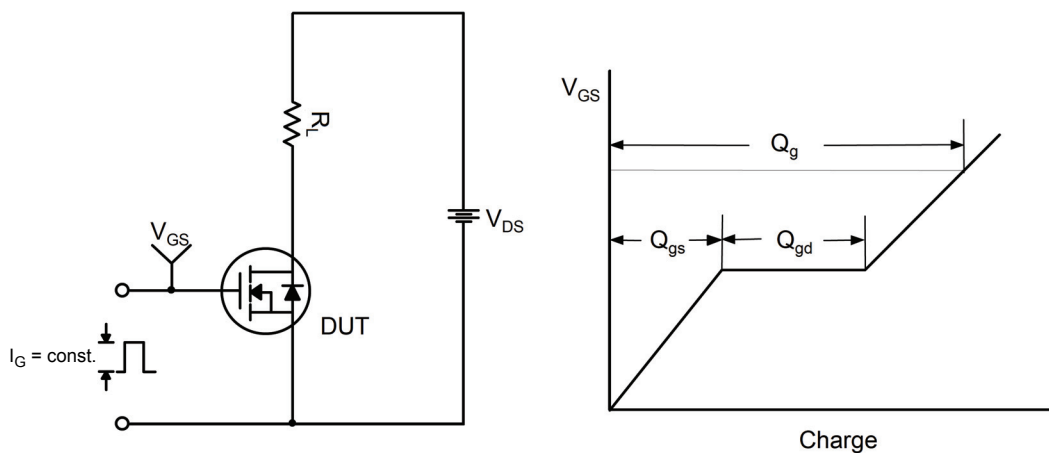 R_L
V_GS
V_DS
DUT
I_G = const.
V_GS
Q_g
Q_gs
Q_gd
Charge